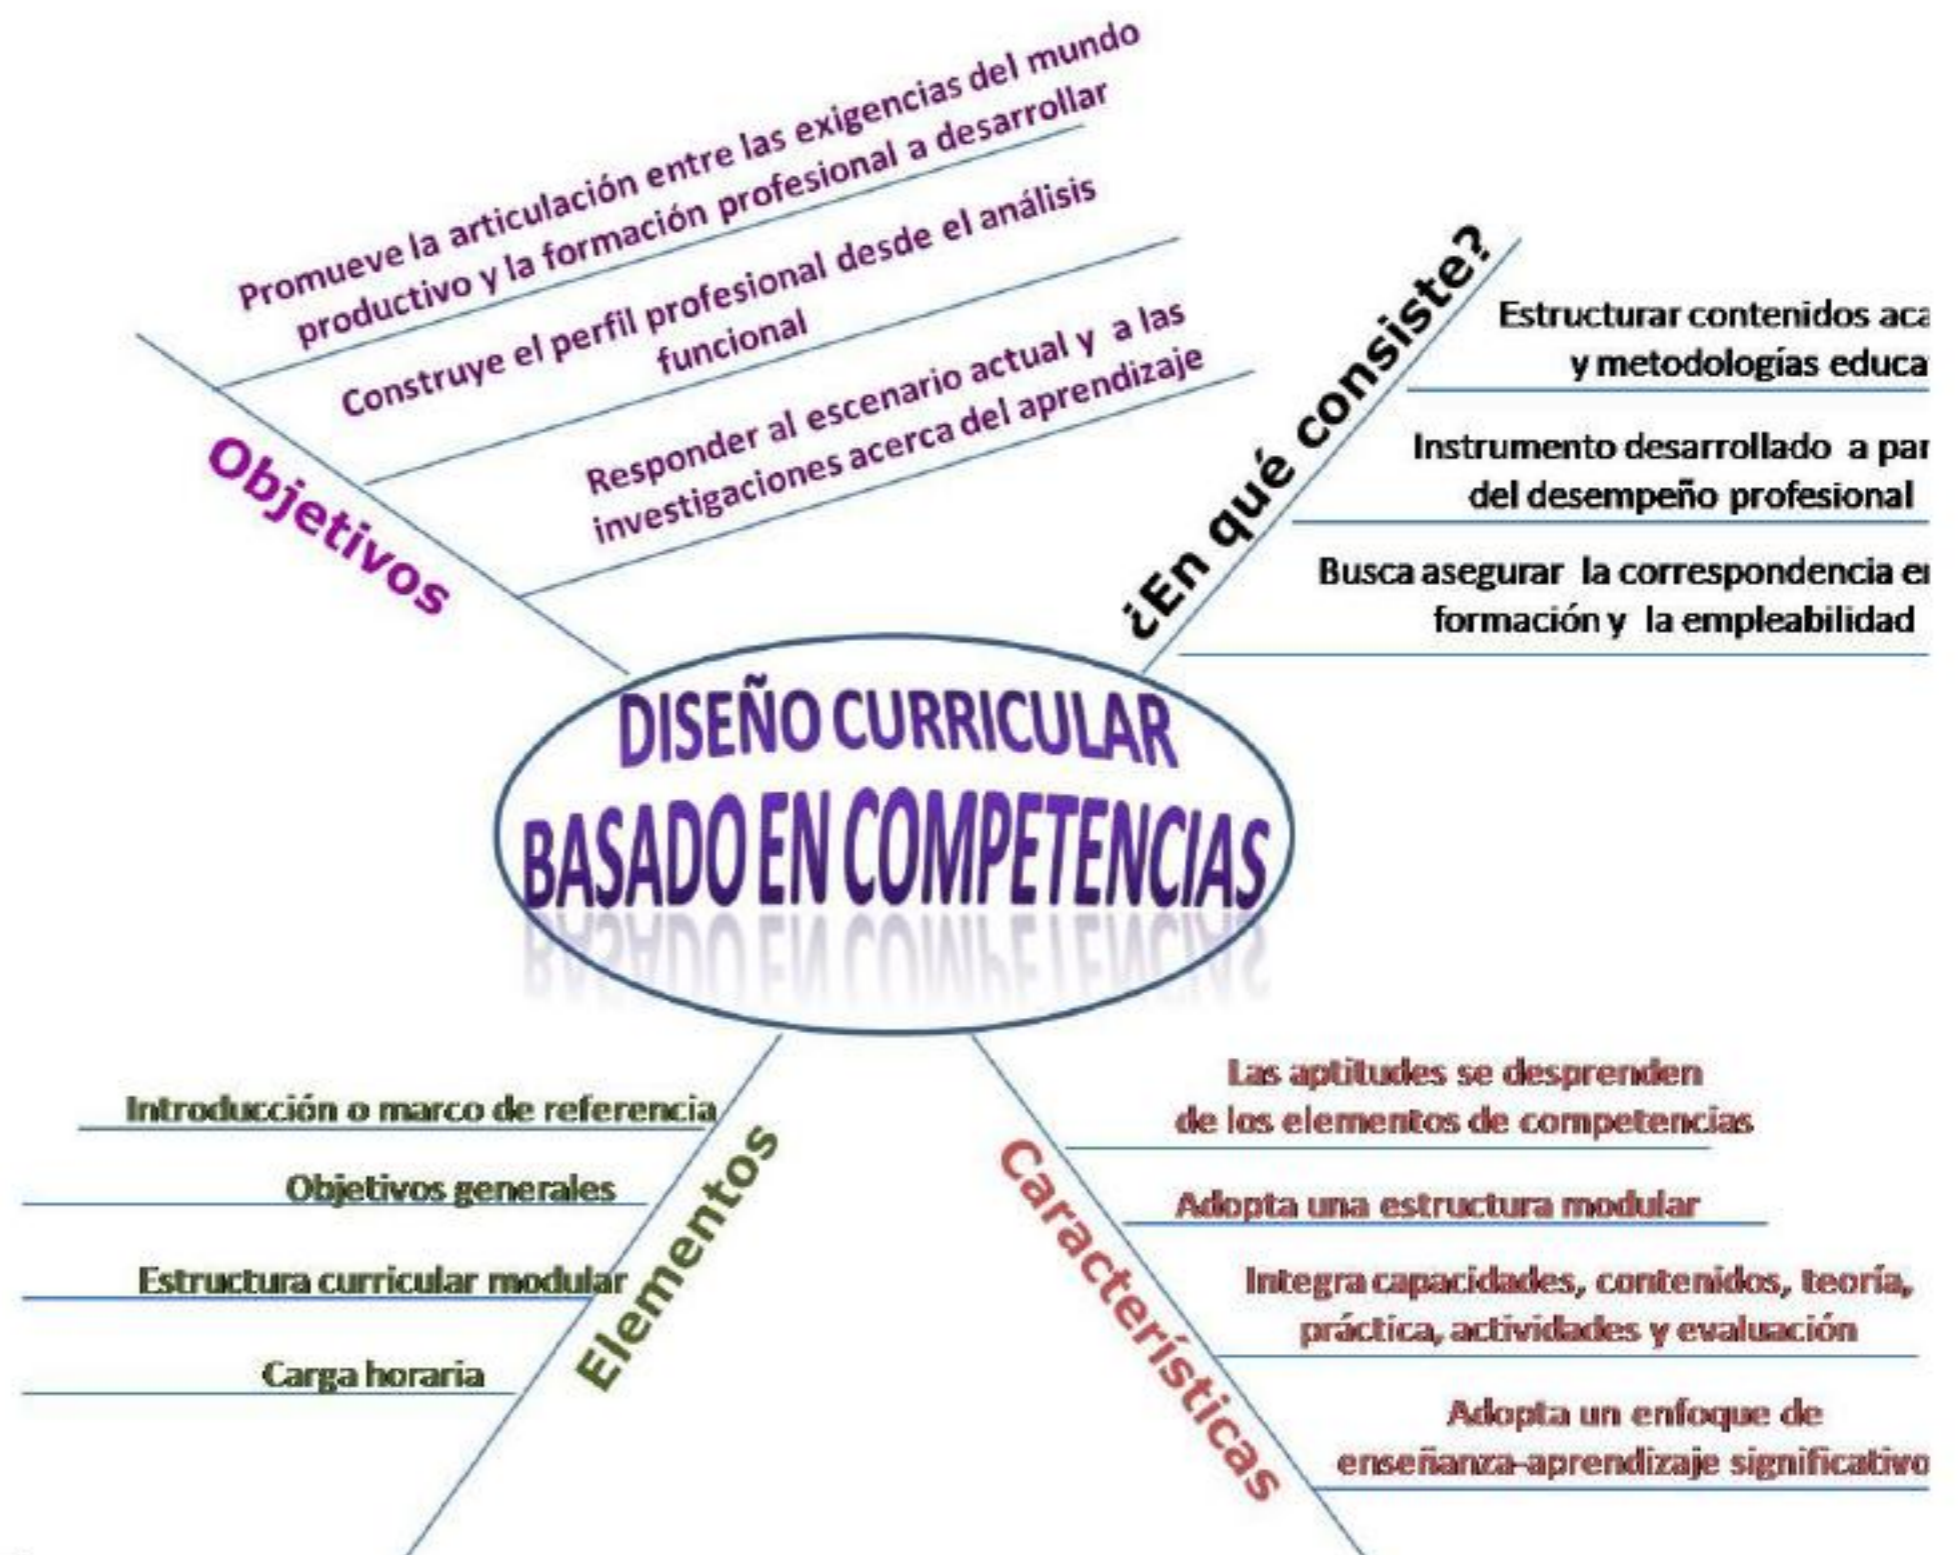 Promueve la articulación entre las exigencias del mundo
productivo y la formación profesional a desarrollar
Construye el perfil profesional desde el análisis
funcional
Responder al escenario actual y a las
investigaciones acerca del aprendizaje
Objetivos
¿En qué consiste?
Estructurar contenidos
y metodologías
Instrumento desarrollado a
del desempeño profesional
Busca asegurar la correspondencia
formación y la empleabilidad
DISEÑO CURRICULAR
BASADO EN COMPETENCIAS
Introducción o marco de referencia
Objetivos generales
Estructura curricular modular
Carga horaria
Elementos
Características
Las aptitudes se desprenden
de los elementos de competencias
Adopta una estructura modular
Integra capacidades, contenidos, teoría,
práctica, actividades y evaluación
Adopta un enfoque de
enseñanza-aprendizaje significativo